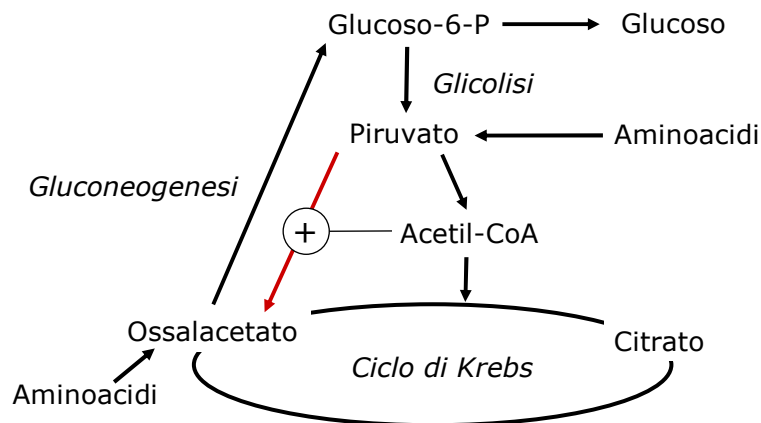 Glucoso-6-P
Glucoso
Glicolisi
Piruvato
Aminoacidi
Gluconeogenesi
+
Acetil-CoA
Ossalacetato
Citrato
Ciclo di Krebs
Aminoacidi